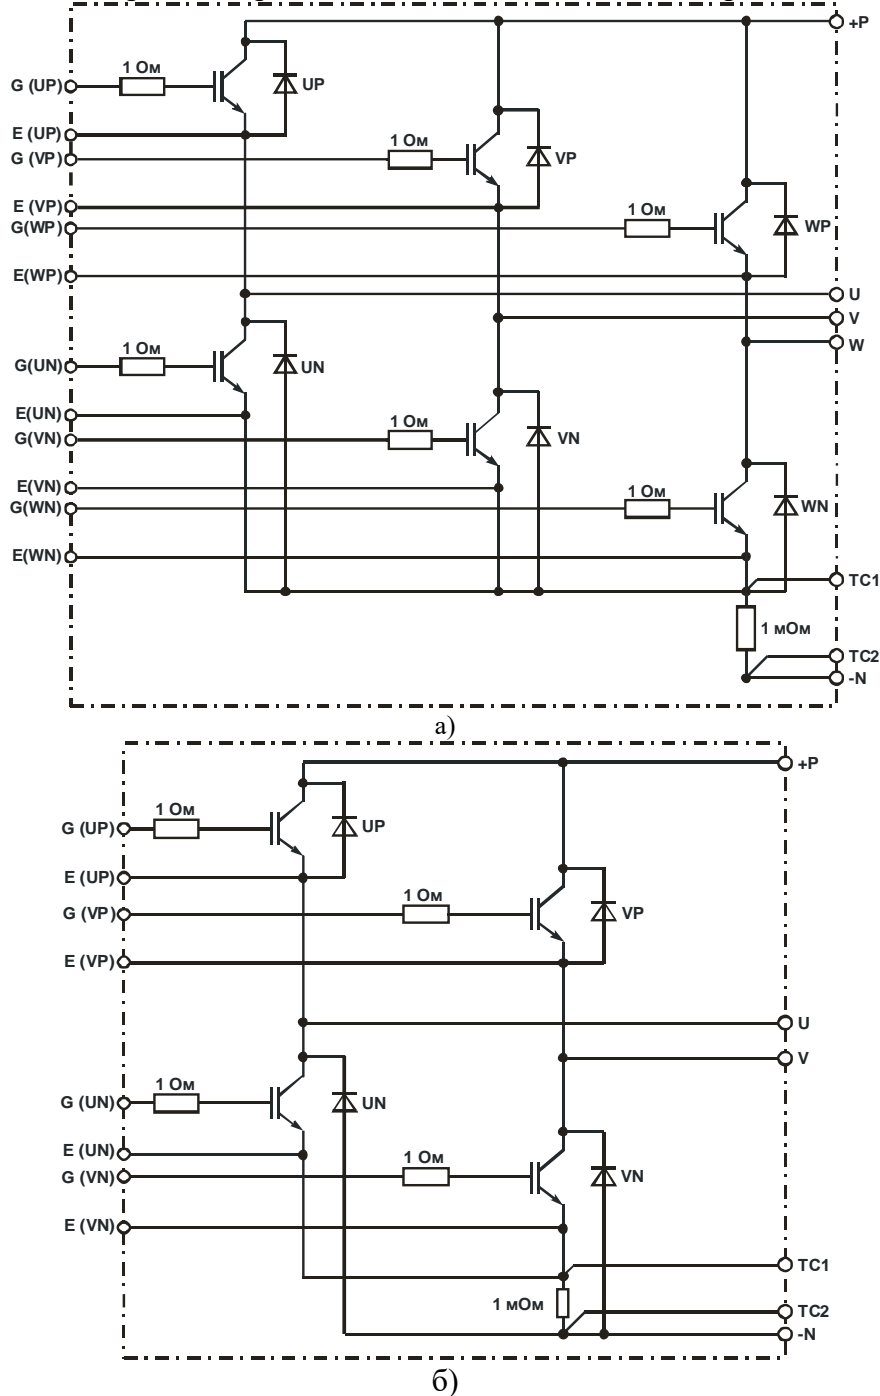 +P
1 Ом
G (UP)
UP
E (UP)
1 Ом
G (VP)
VP
E (VP)
1 Ом
G(WP)
WP
E(WP)
U
V
W
1 Ом
G(UN)
UN
E(UN)
1 Ом
G(VN)
VN
E(VN)
1 Ом
G(WN)
WN
E(WN)
TC1
1 мОм
TC2
-N
а)
+P
1 Ом
G (UP)
UP
E (UP)
1 Ом
G (VP)
VP
E (VP)
U
V
1 Ом
G (UN)
UN
E (UN)
1 Ом
G (VN)
VN
E (VN)
TC1
1 мОм
TC2
-N
б)